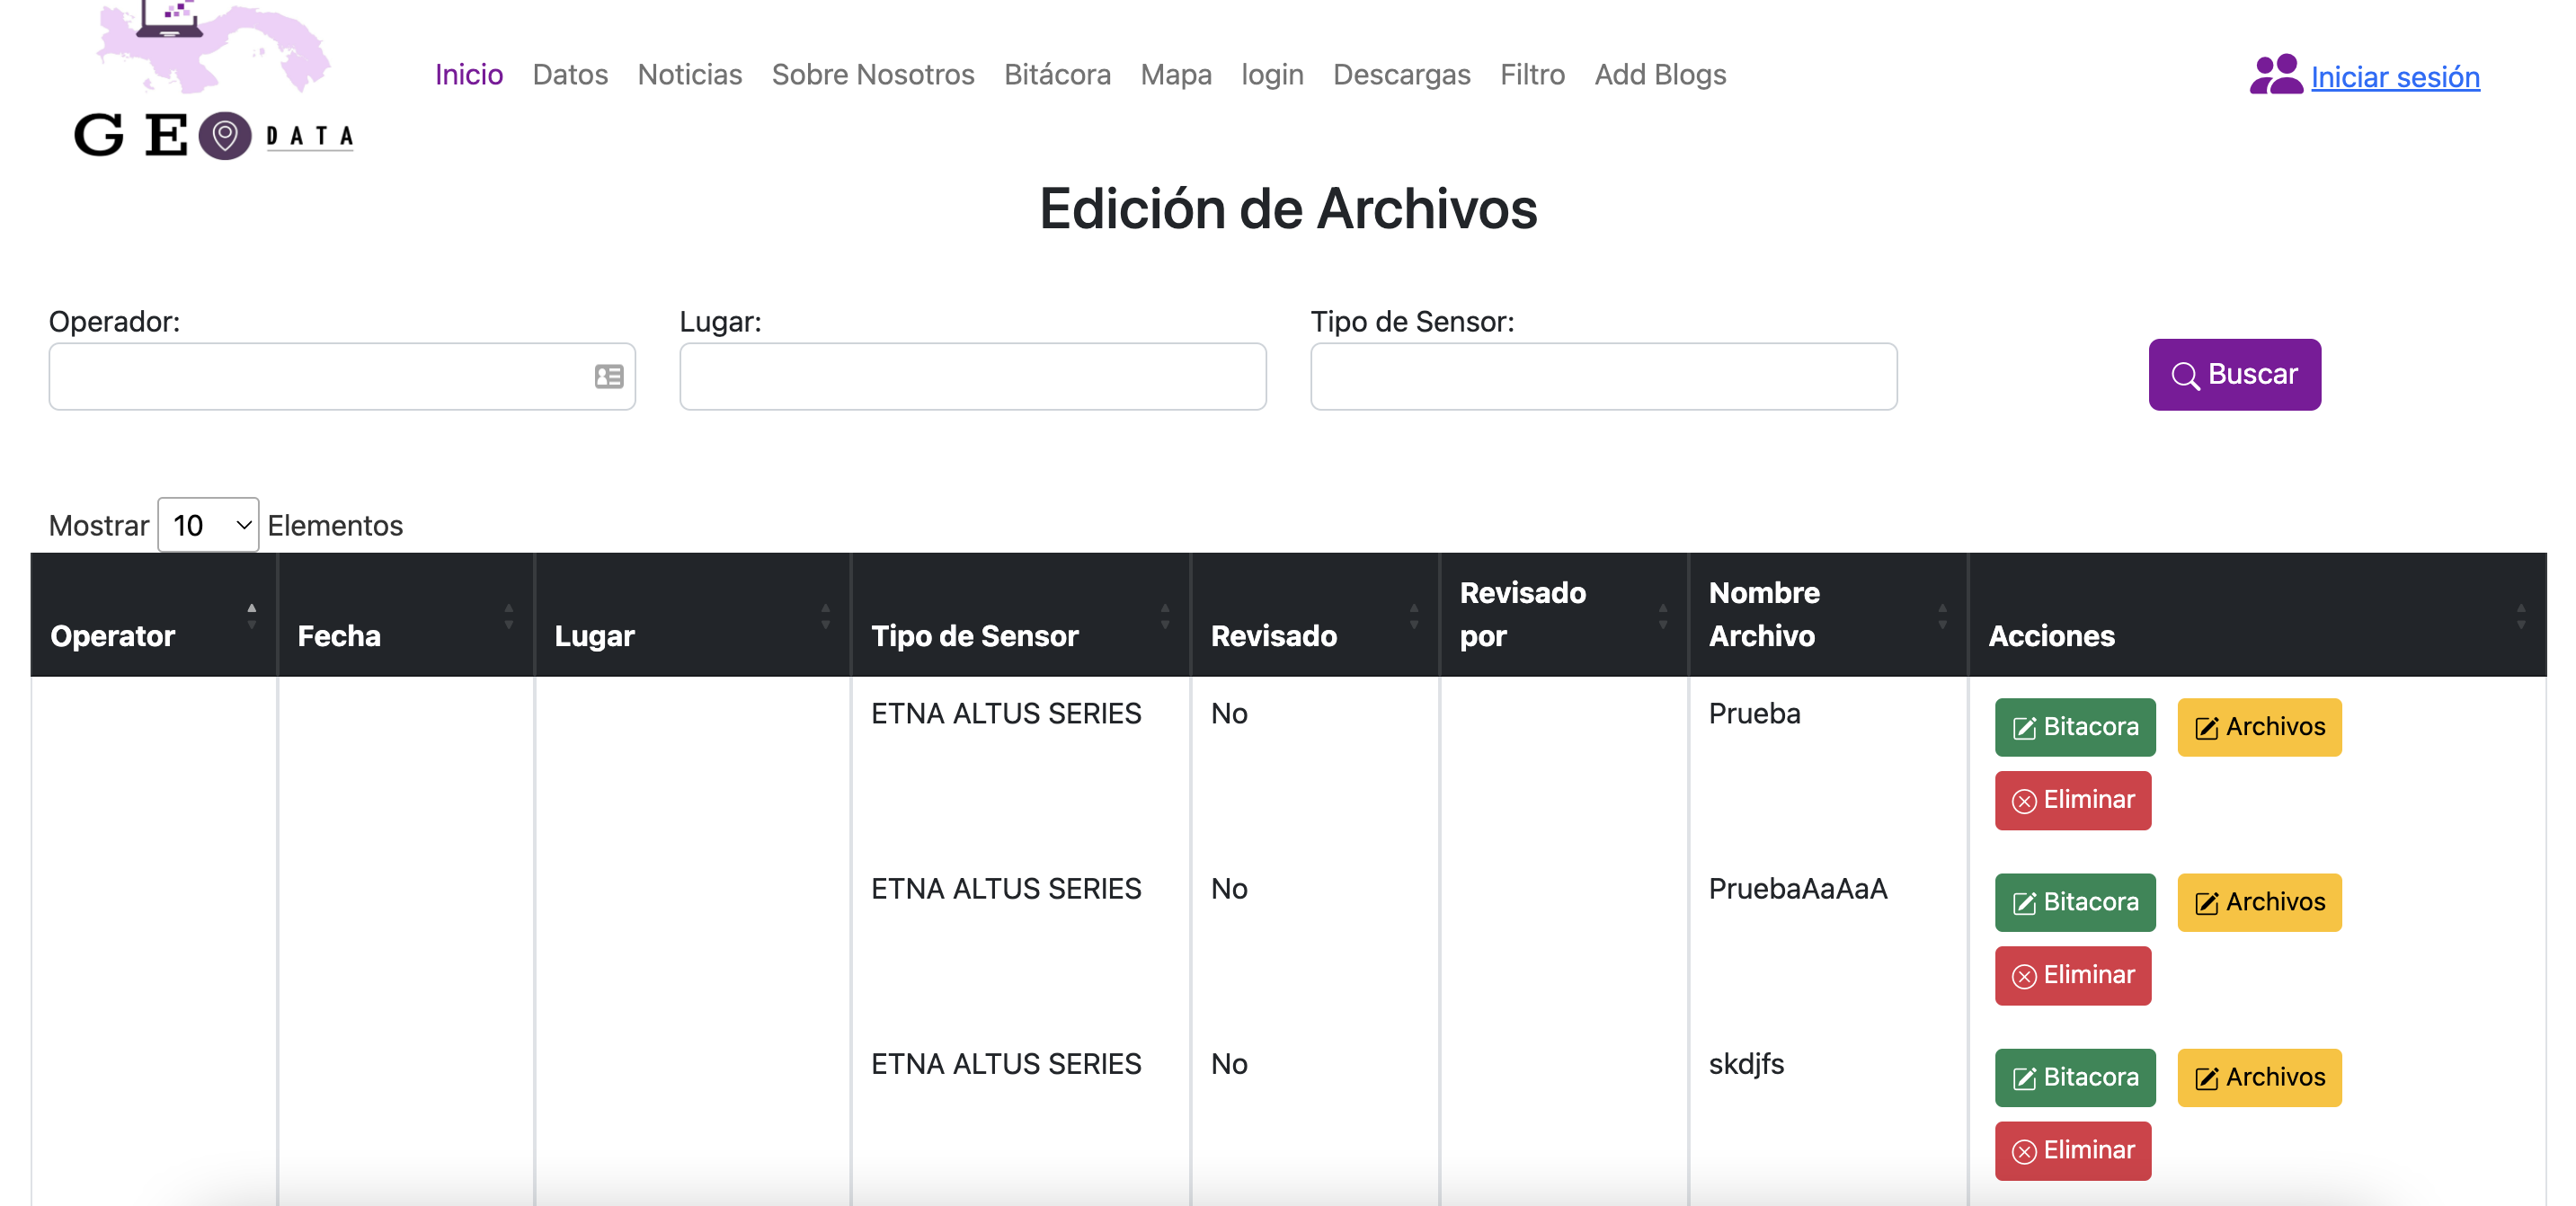 GEO DATA
Inicio Datos Noticias Sobre Nosotros Bitácora Mapa login Descargas Filtro Add Blogs
Iniciar sesión
Edición de Archivos
Operador: Lugar: Tipo de Sensor:
Buscar
Mostrar 10 Elementos
Operator Fecha Lugar Tipo de Sensor Revisado Revisado por Nombre Archivo Acciones
ETNA ALTUS SERIES No Prueba Bitacora Archivos
Eliminar
ETNA ALTUS SERIES No PruebaAaAaA Bitacora Archivos
Eliminar
ETNA ALTUS SERIES No skdjfs Bitacora Archivos
Eliminar